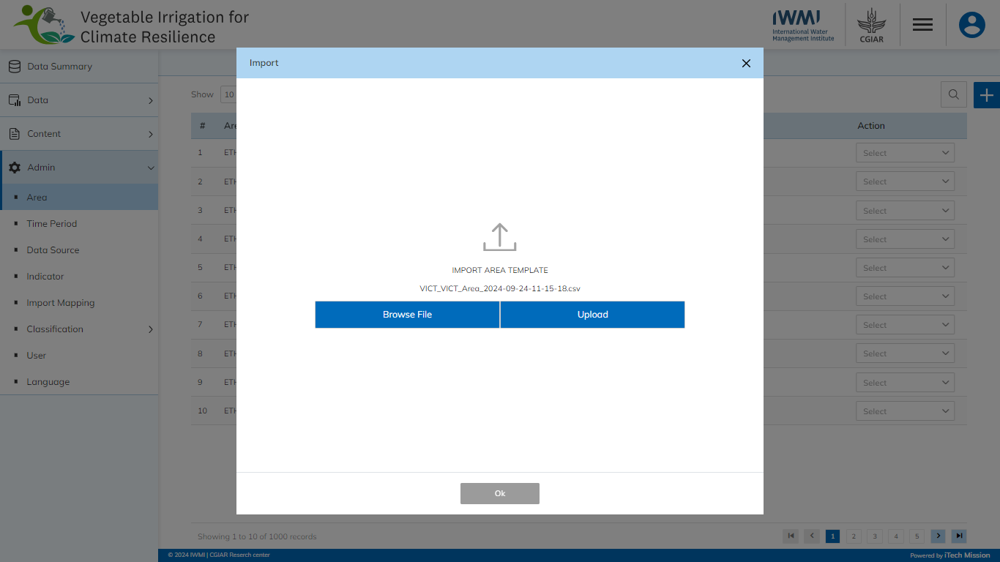 Vegetable Irrigation for
Climate Resilience
IWMI
International Water
Management Institute
CGIAR
Data Summary
Data
Content
Admin
Area
Time Period
Data Source
Indicator
Import Mapping
Classification
User
Language
Import
Show 10
# Action
1 ETH Select
2 ETH Select
3 ETH Select
4 ETH Select
5 ETH Select
6 ETH Select
7 ETH Select
8 ETH Select
9 ETH Select
10 ETH Select
IMPORT AREA TEMPLATE
VICT_VICT_Area_2024-09-24-11-15-18.csv
Browse File Upload
Ok
Showing 1 to 10 of 1000 records
1 2 3 4 5
© 2024 IWMI | CGIAR Reserch center
Powered by iTech Mission